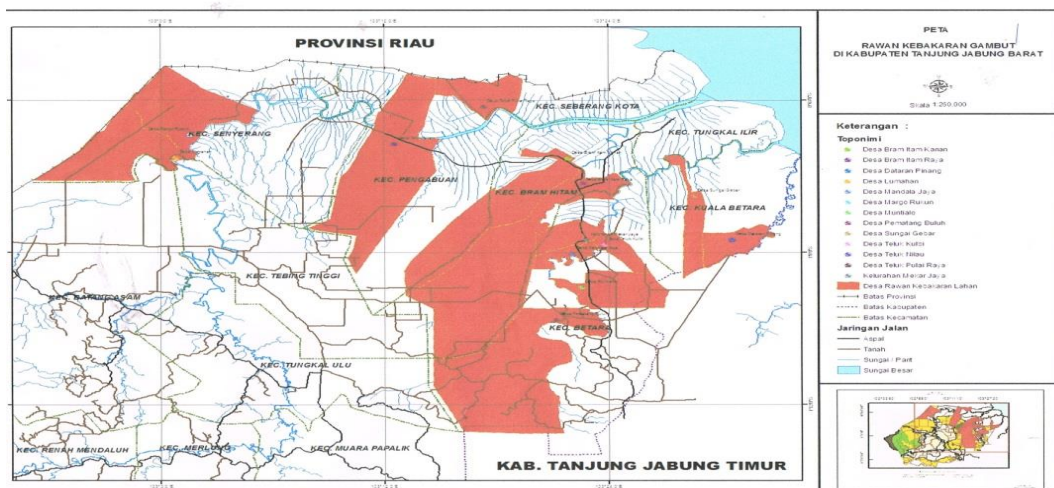 PROVINSI RIAU
KEC. SEBERANG KOTA
KEC. TUNGKAL ILIR
KEC. SENYERANG
KEC. PENGABUAN
KEC. BRAM HITAM
KEC. KUALA BETARA
KEC. TEBING TINGGI
KEC. BATANG ASAM
KEC. BETARA
KEC. TUNGKAL ULU
KEC. RENAH MENDALUH
KEC. MERLUNG
KEC. MUARA PAPALIK
KAB. TANJUNG JABUNG TIMUR
PETA
RAWAN KEBAKARAN GAMBUT
DI KABUPATEN TANJUNG JABUNG BARAT
Skala 1:250.000
Keterangan :
Toponimi
Desa Bram Itam Kanan
Desa Bram Itam Raya
Desa Dataran Pinang
Desa Lumahan
Desa Mandala Jaya
Desa Margo Rukun
Desa Muntialo
Desa Pematang Buluh
Desa Sungai Gebar
Desa Teluk Kulbi
Desa Teluk Nilau
Desa Teluk Pulai Raya
Kelurahan Mekar Jaya
Desa Rawan Kebakaran Lahan
Batas Provinsi
Batas Kabupaten
Batas Kecamatan
Jaringan Jalan
Aspal
Tanah
Sungai / Parit
Sungai Besar